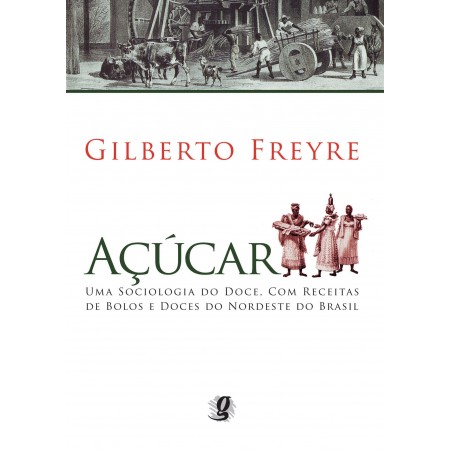 GILBERTO FREYRE
AÇÚCAR
UMA SOCIOLOGIA DO DOCE, COM RECEITAS
DE BOLOS E DOCES DO NORDESTE DO BRASIL
g